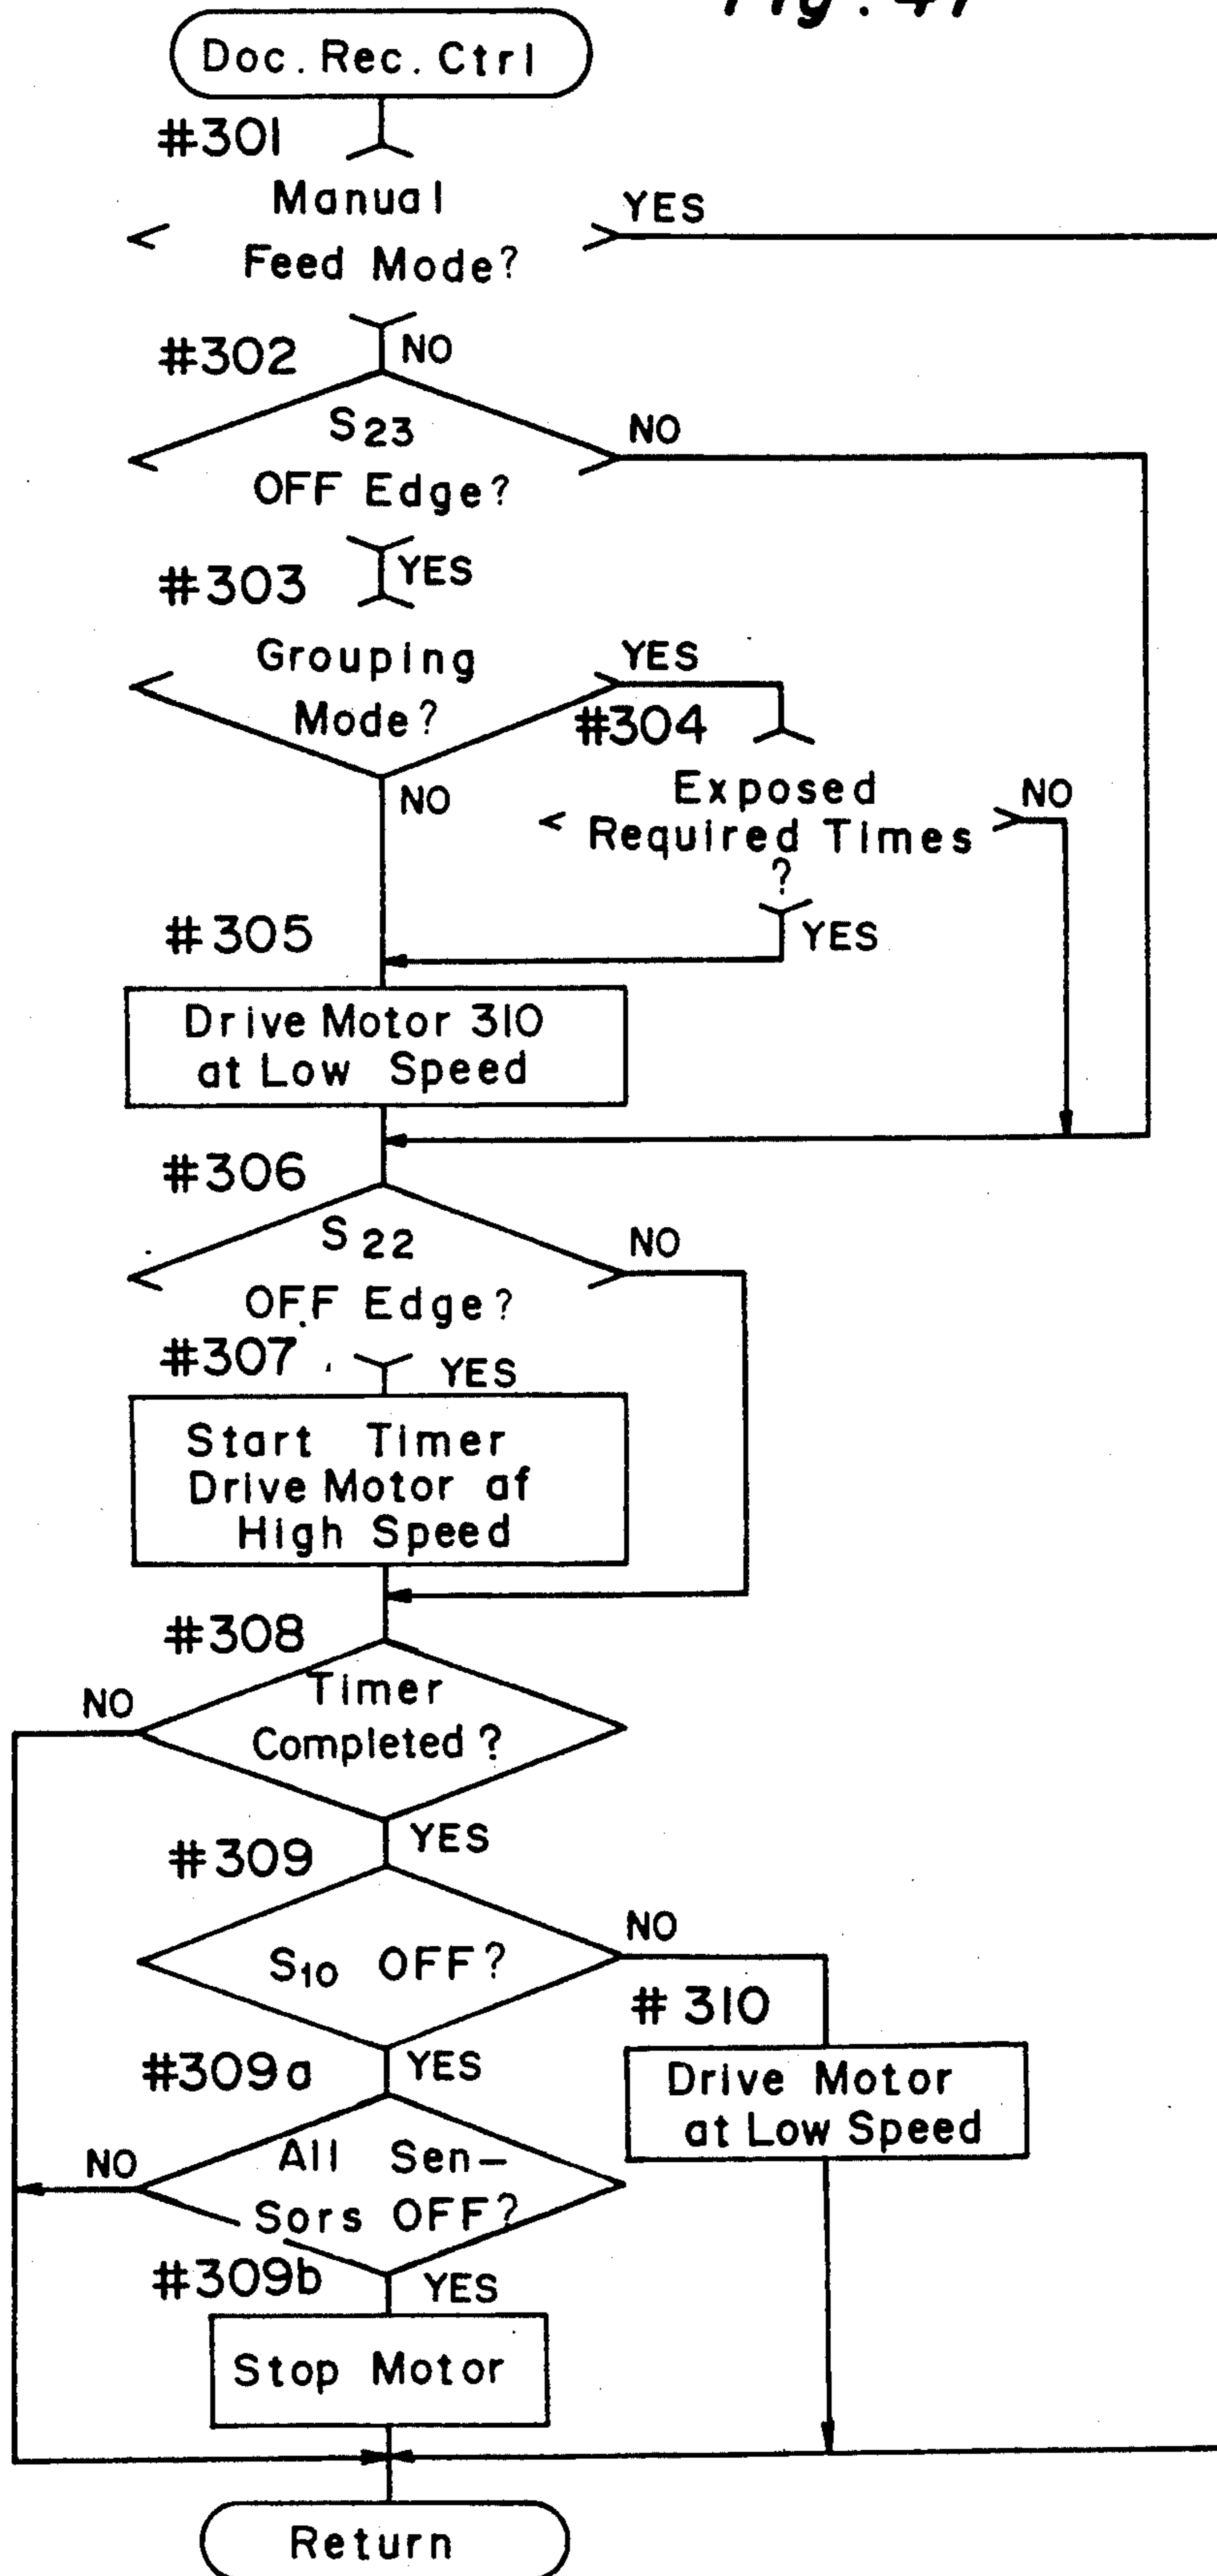 Fig. 47
Doc. Rec. Ctrl
#301
Manual
Feed Mode?
YES
NO
#302
S23
OFF Edge?
NO
YES
#303
Grouping
Mode?
YES
NO
#304
Exposed
Required Times
?
NO
YES
#305
Drive Motor 310
at Low Speed
#306
S22
OFF Edge?
NO
YES
#307
Start Timer
Drive Motor af
High Speed
#308
Timer
Completed?
NO
YES
#309
S10 OFF?
NO
YES
#310
Drive Motor
at Low Speed
#309a
All Sen-
Sors OFF?
NO
YES
#309b
Stop Motor
Return